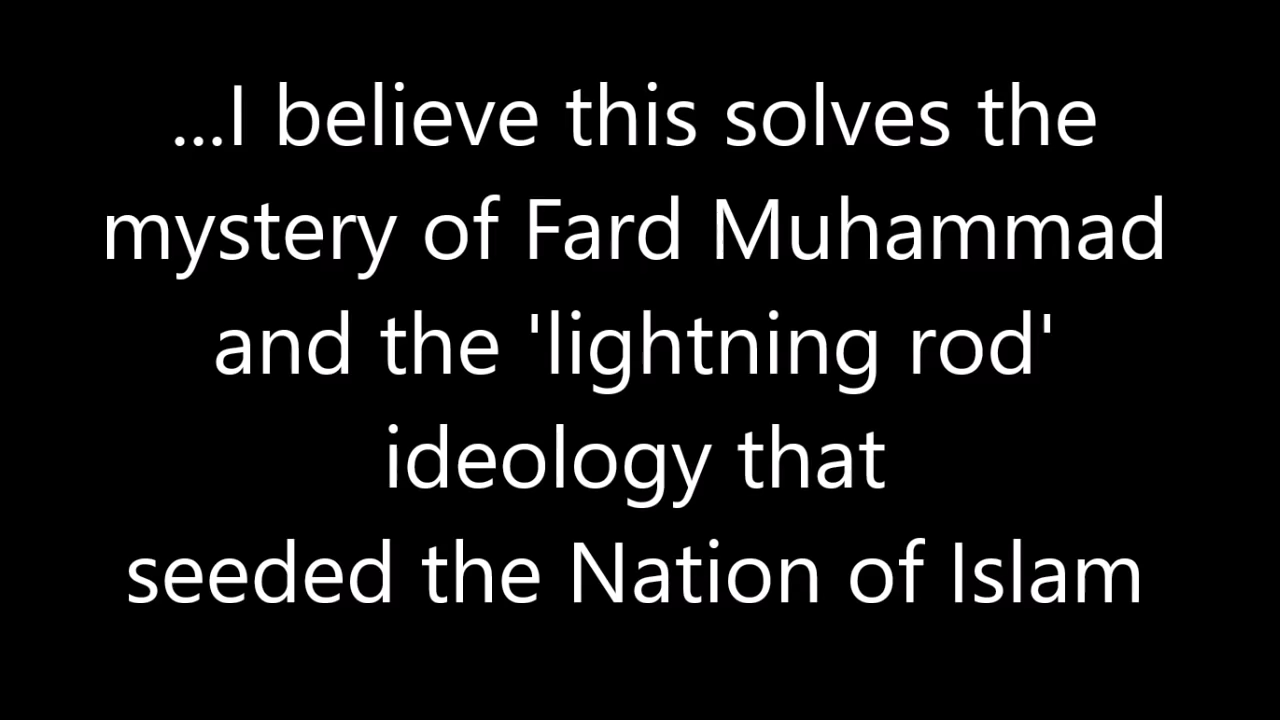 ...I believe this solves the
mystery of Fard Muhammad
and the 'lightning rod'
ideology that
seeded the Nation of Islam